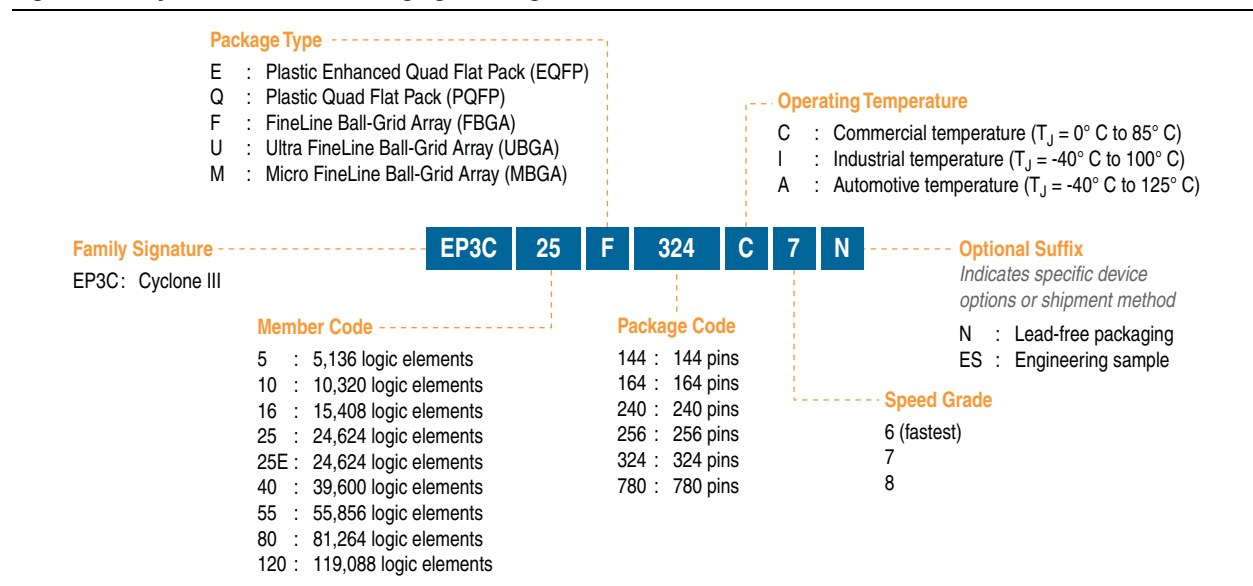 Package Type
E : Plastic Enhanced Quad Flat Pack (EQFP)
Q : Plastic Quad Flat Pack (PQFP)
F : FineLine Ball-Grid Array (FBGA)
U : Ultra FineLine Ball-Grid Array (UBGA)
M : Micro FineLine Ball-Grid Array (MBGA)
Operating Temperature
C : Commercial temperature (TJ = 0° C to 85° C)
I : Industrial temperature (TJ = -40° C to 100° C)
A : Automotive temperature (TJ = -40° C to 125° C)
EP3C 25 F 324 C 7 N
Family Signature
EP3C : Cyclone III
Optional Suffix
Indicates specific device
options or shipment method
N : Lead-free packaging
ES : Engineering sample
Member Code
5 : 5,136 logic elements
10 : 10,320 logic elements
16 : 15,408 logic elements
25 : 24,624 logic elements
25E : 24,624 logic elements
40 : 39,600 logic elements
55 : 55,856 logic elements
80 : 81,264 logic elements
120 : 119,088 logic elements
Package Code
144 : 144 pins
164 : 164 pins
240 : 240 pins
256 : 256 pins
324 : 324 pins
780 : 780 pins
Speed Grade
6 (fastest)
7
8